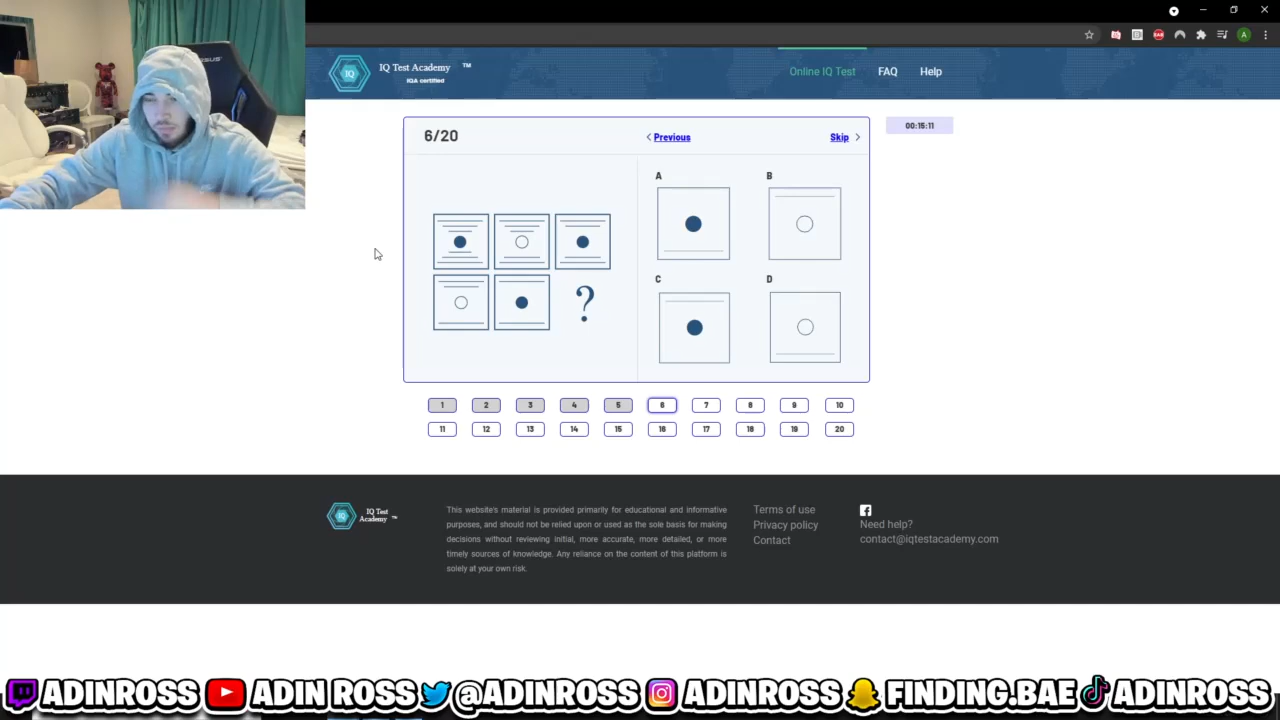 IQ Test Academy ™
IQA certified
IQ
Online IQ Test
FAQ
Help
6/20
Previous
Skip
00:15:11
A
B
C
D
?
1 2 3 4 5 6 7 8 9 10
11 12 13 14 15 16 17 18 19 20
IQ
IQ Test
Academy ™
This website's material is provided primarily for educational and informative
purposes, and should not be relied upon or used as the sole basis for making
decisions without reviewing initial, more accurate, more detailed, or more
timely sources of knowledge. Any reliance on the content of this platform is
solely at your own risk.
Terms of use
Privacy policy
Contact
Need help?
contact@iqtestacademy.com
ADINROSS ADIN ROSS @ADINROSS ADINROSS FINDING.BAE ADINROSS